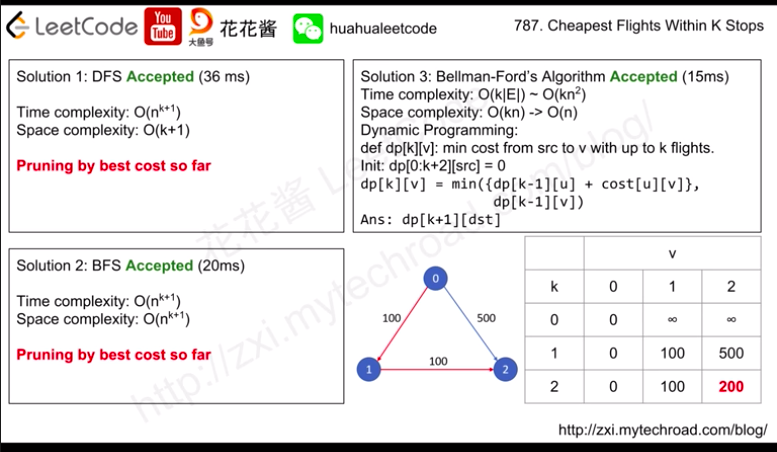 LeetCode You Tube 大鱼号 花花酱 huahualeetcode 787. Cheapest Flights Within K Stops
Solution 1: DFS Accepted (36 ms)
Time complexity: O(n^{k+1})
Space complexity: O(k+1)
Pruning by best cost so far
Solution 3: Bellman-Ford's Algorithm Accepted (15ms)
Time complexity: O(k|E|) ~ O(kn²)
Space complexity: O(kn) -> O(n)
Dynamic Programming:
def dp[k][v]: min cost from src to v with up to k flights.
Init: dp[0:k+2][src] = 0
dp[k][v] = min({dp[k-1][u] + cost[u][v]},
dp[k-1][v])
Ans: dp[k+1][dst]
Solution 2: BFS Accepted (20ms)
Time complexity: O(n^{k+1})
Space complexity: O(n^{k+1})
Pruning by best cost so far
0
100 500
100
1 2
v
k 0 1 2
0 0 ∞ ∞
1 0 100 500
2 0 100 200
http://zxi.mytechroad.com/blog/
花花酱 LeetCode
http://zxi.mytechroad.com/blog/